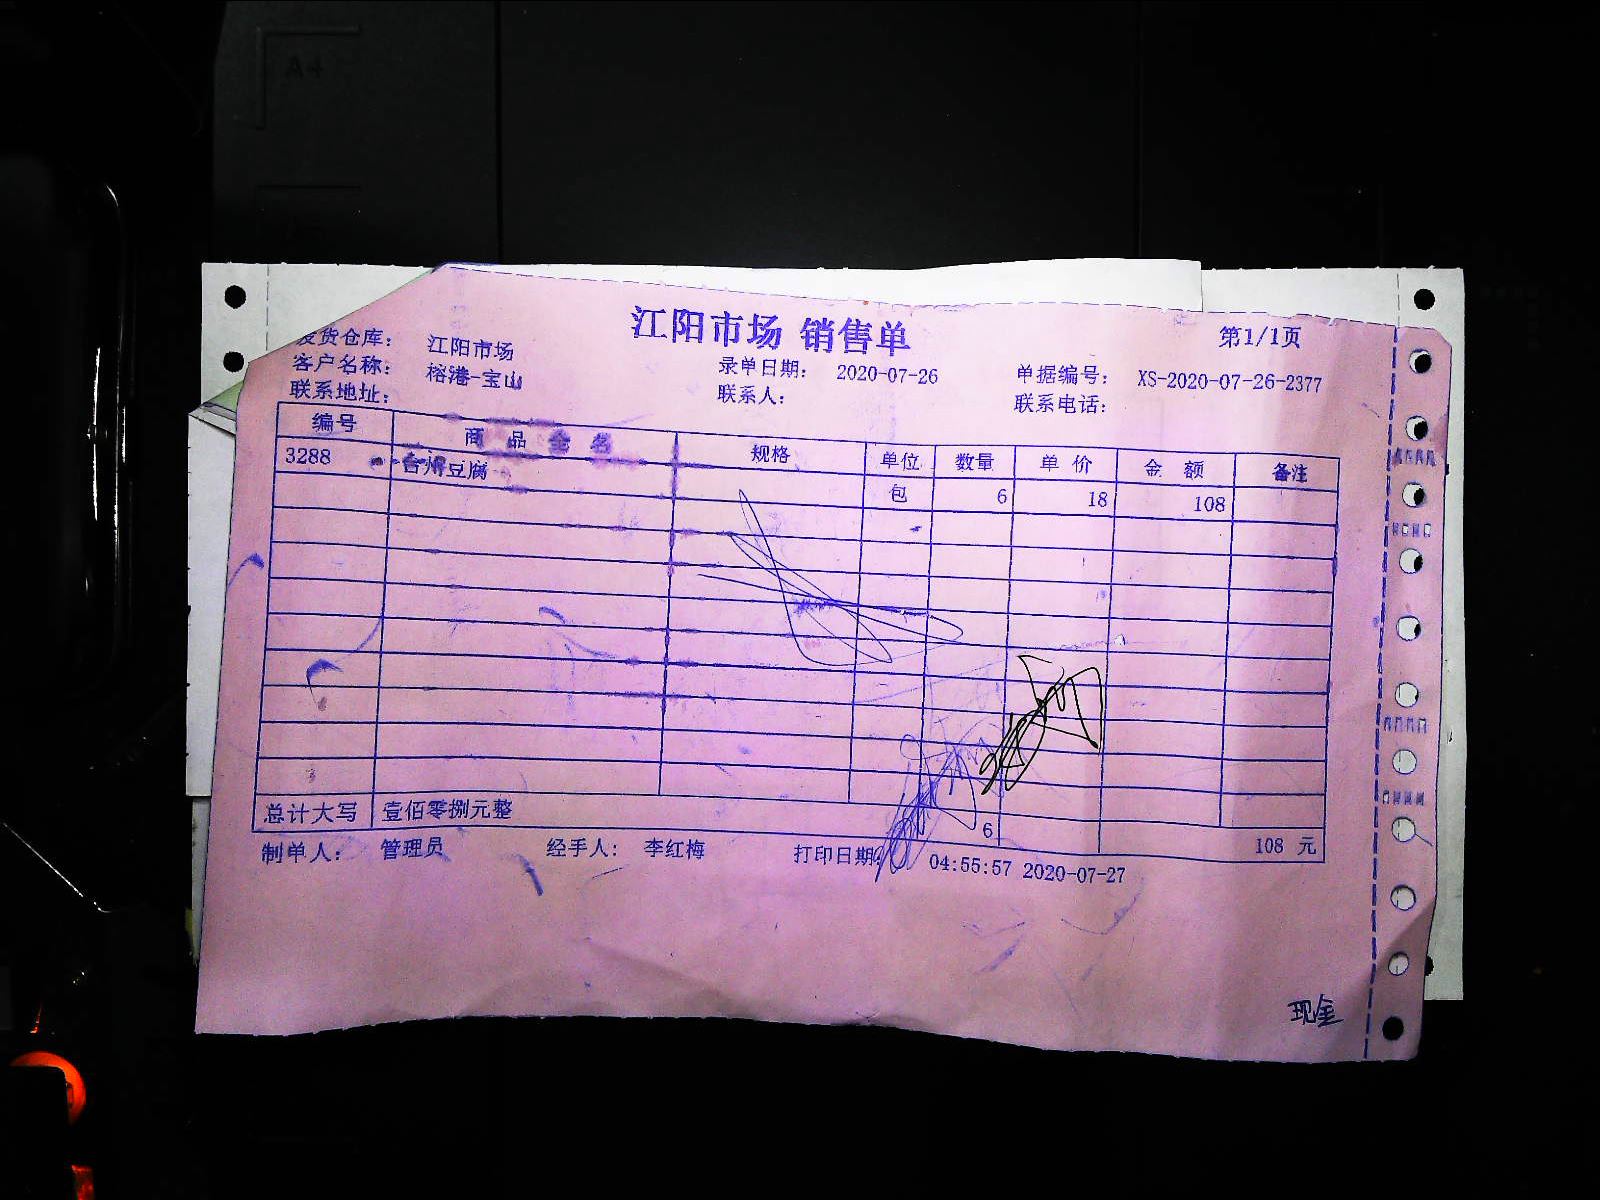 江阳市场 销售单
第1/1页
发货仓库: 江阳市场
客户名称: 榕港-宝山 录单日期: 2020-07-26 单据编号: XS-2020-07-26-2377
联系地址: 联系人: 联系电话:
编号 商品全名 规格 单位 数量 单价 金额 备注
3288 台州豆腐 包 6 18 108
总计大写 壹佰零捌元整 6 108 元
制单人: 管理员 经手人: 李红梅 打印日期: 04:55:57 2020-07-27
现金